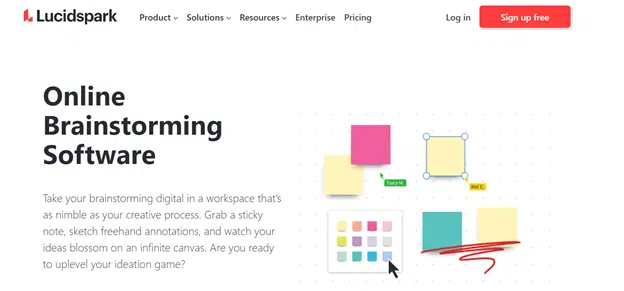 Lucidspark
Product Solutions Resources Enterprise Pricing Log in Sign up free
Online
Brainstorming
Software
Take your brainstorming digital in a workspace that's
as nimble as your creative process. Grab a sticky
note, sketch freehand annotations, and watch your
ideas blossom on an infinite canvas. Are you ready
to uplevel your ideation game?
Tracy M.
Mel E.